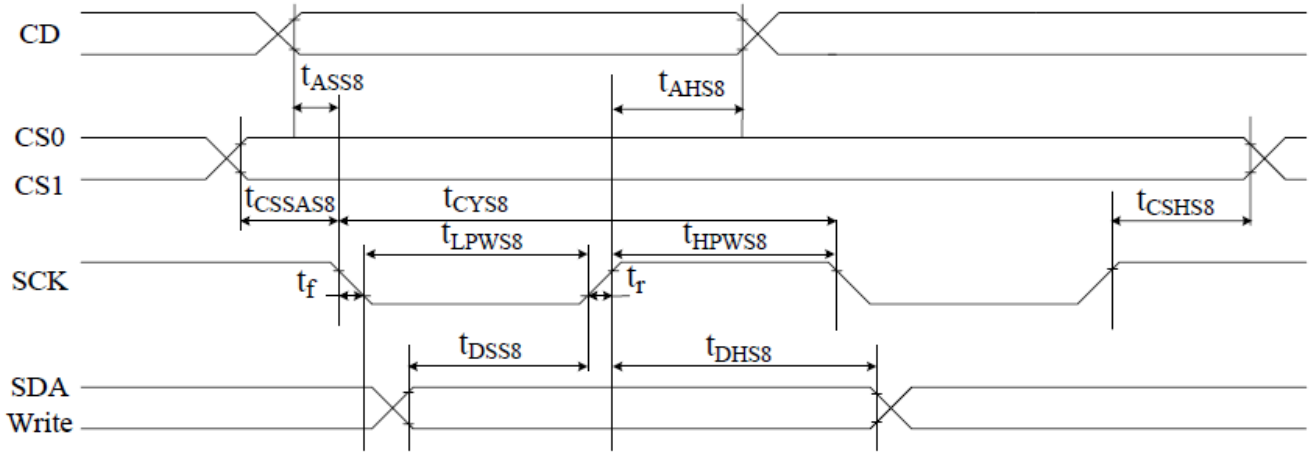 CD
tASS8
tAHS8
CS0
CS1
tCSSAS8
tCYS8
tCSHS8
tLPWS8
tHPWS8
SCK
tf
tr
tDSS8
tDHS8
SDA
Write